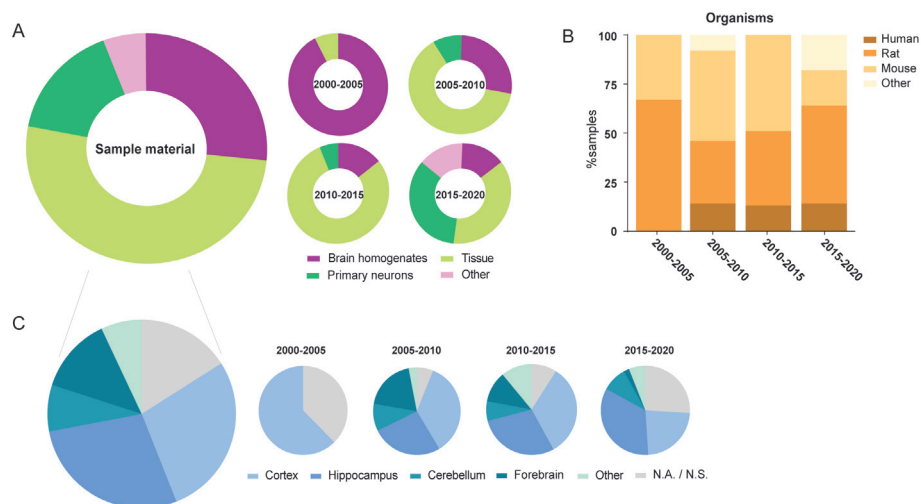 A
Sample material
2000-2005
2005-2010
2010-2015
2015-2020
Brain homogenates
Tissue
Primary neurons
Other
B
Organisms
%samples
100
75
50
25
0
2000-2005
2005-2010
2010-2015
2015-2020
Human
Rat
Mouse
Other
C
2000-2005
2005-2010
2010-2015
2015-2020
Cortex
Hippocampus
Cerebellum
Forebrain
Other
N.A. / N.S.